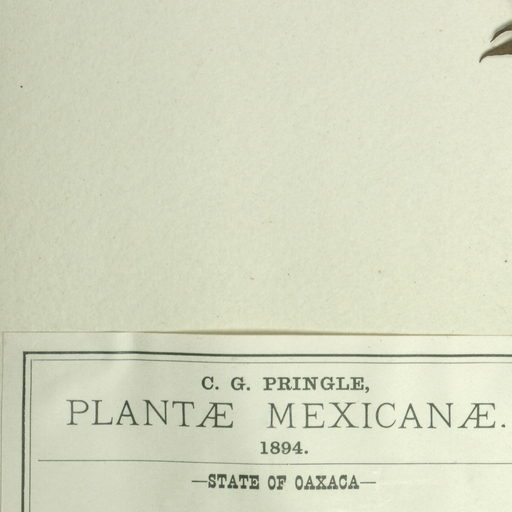 C. G. PRINGLE,
PLANTÆ MEXICANÆ.
1894.
—STATE OF OAXACA—